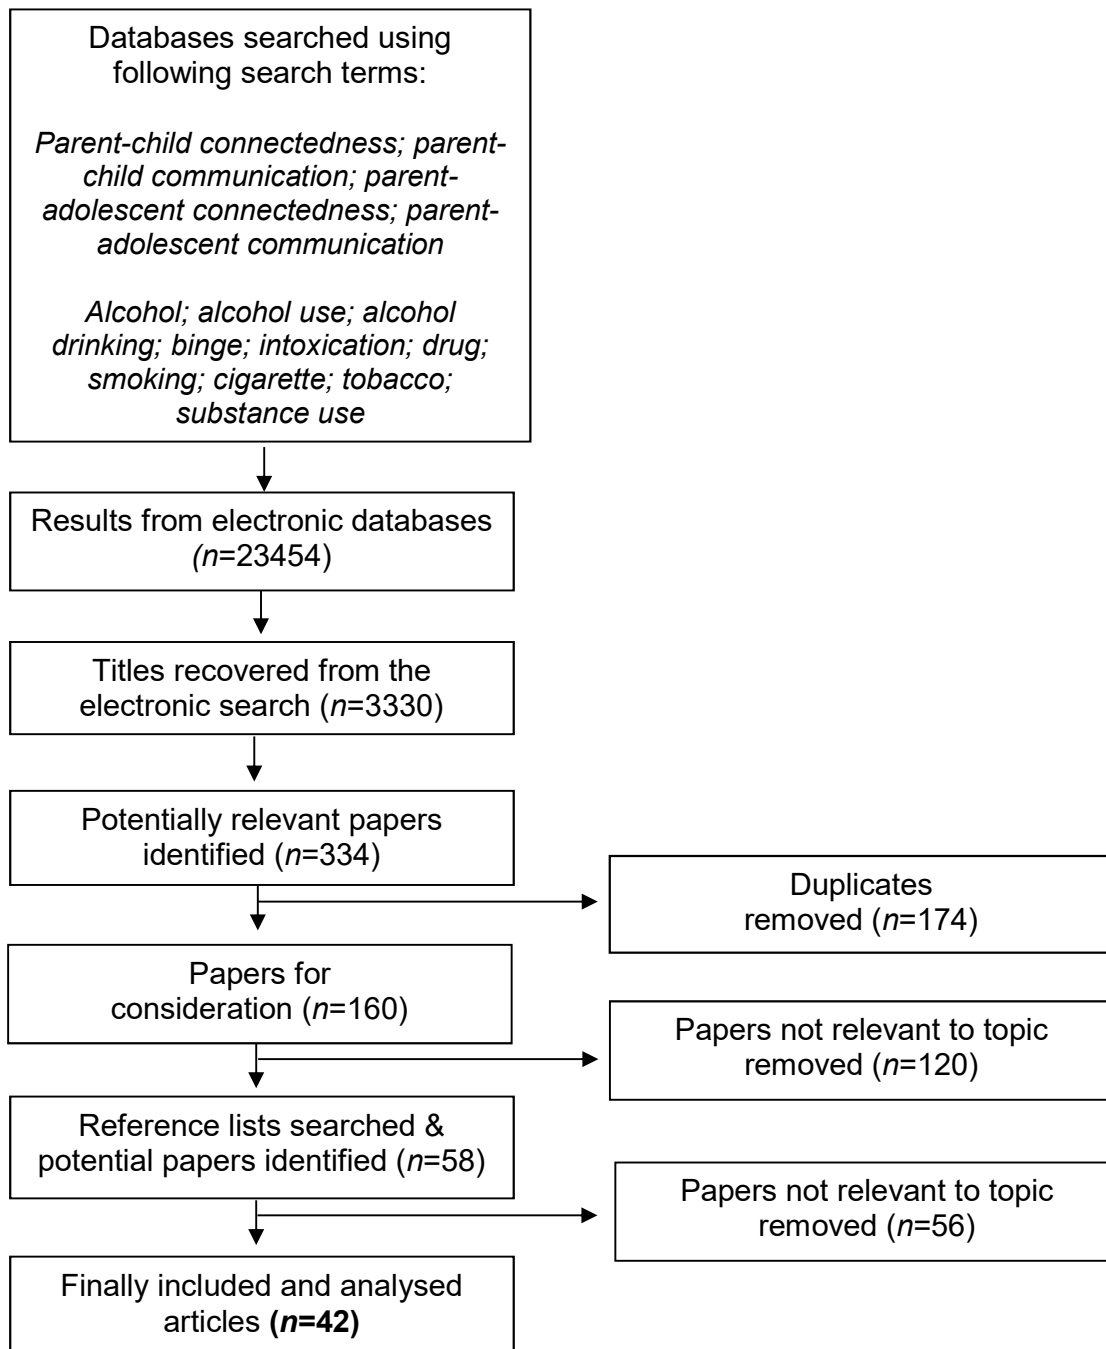 Databases searched using
following search terms:
Parent-child connectedness; parent-
child communication; parent-
adolescent connectedness; parent-
adolescent communication
Alcohol; alcohol use; alcohol
drinking; binge; intoxication; drug;
smoking; cigarette; tobacco;
substance use
Results from electronic databases
(n=23454)
Titles recovered from the
electronic search (n=3330)
Potentially relevant papers
identified (n=334)
Duplicates
removed (n=174)
Papers for
consideration (n=160)
Papers not relevant to topic
removed (n=120)
Reference lists searched &
potential papers identified (n=58)
Papers not relevant to topic
removed (n=56)
Finally included and analysed
articles (n=42)